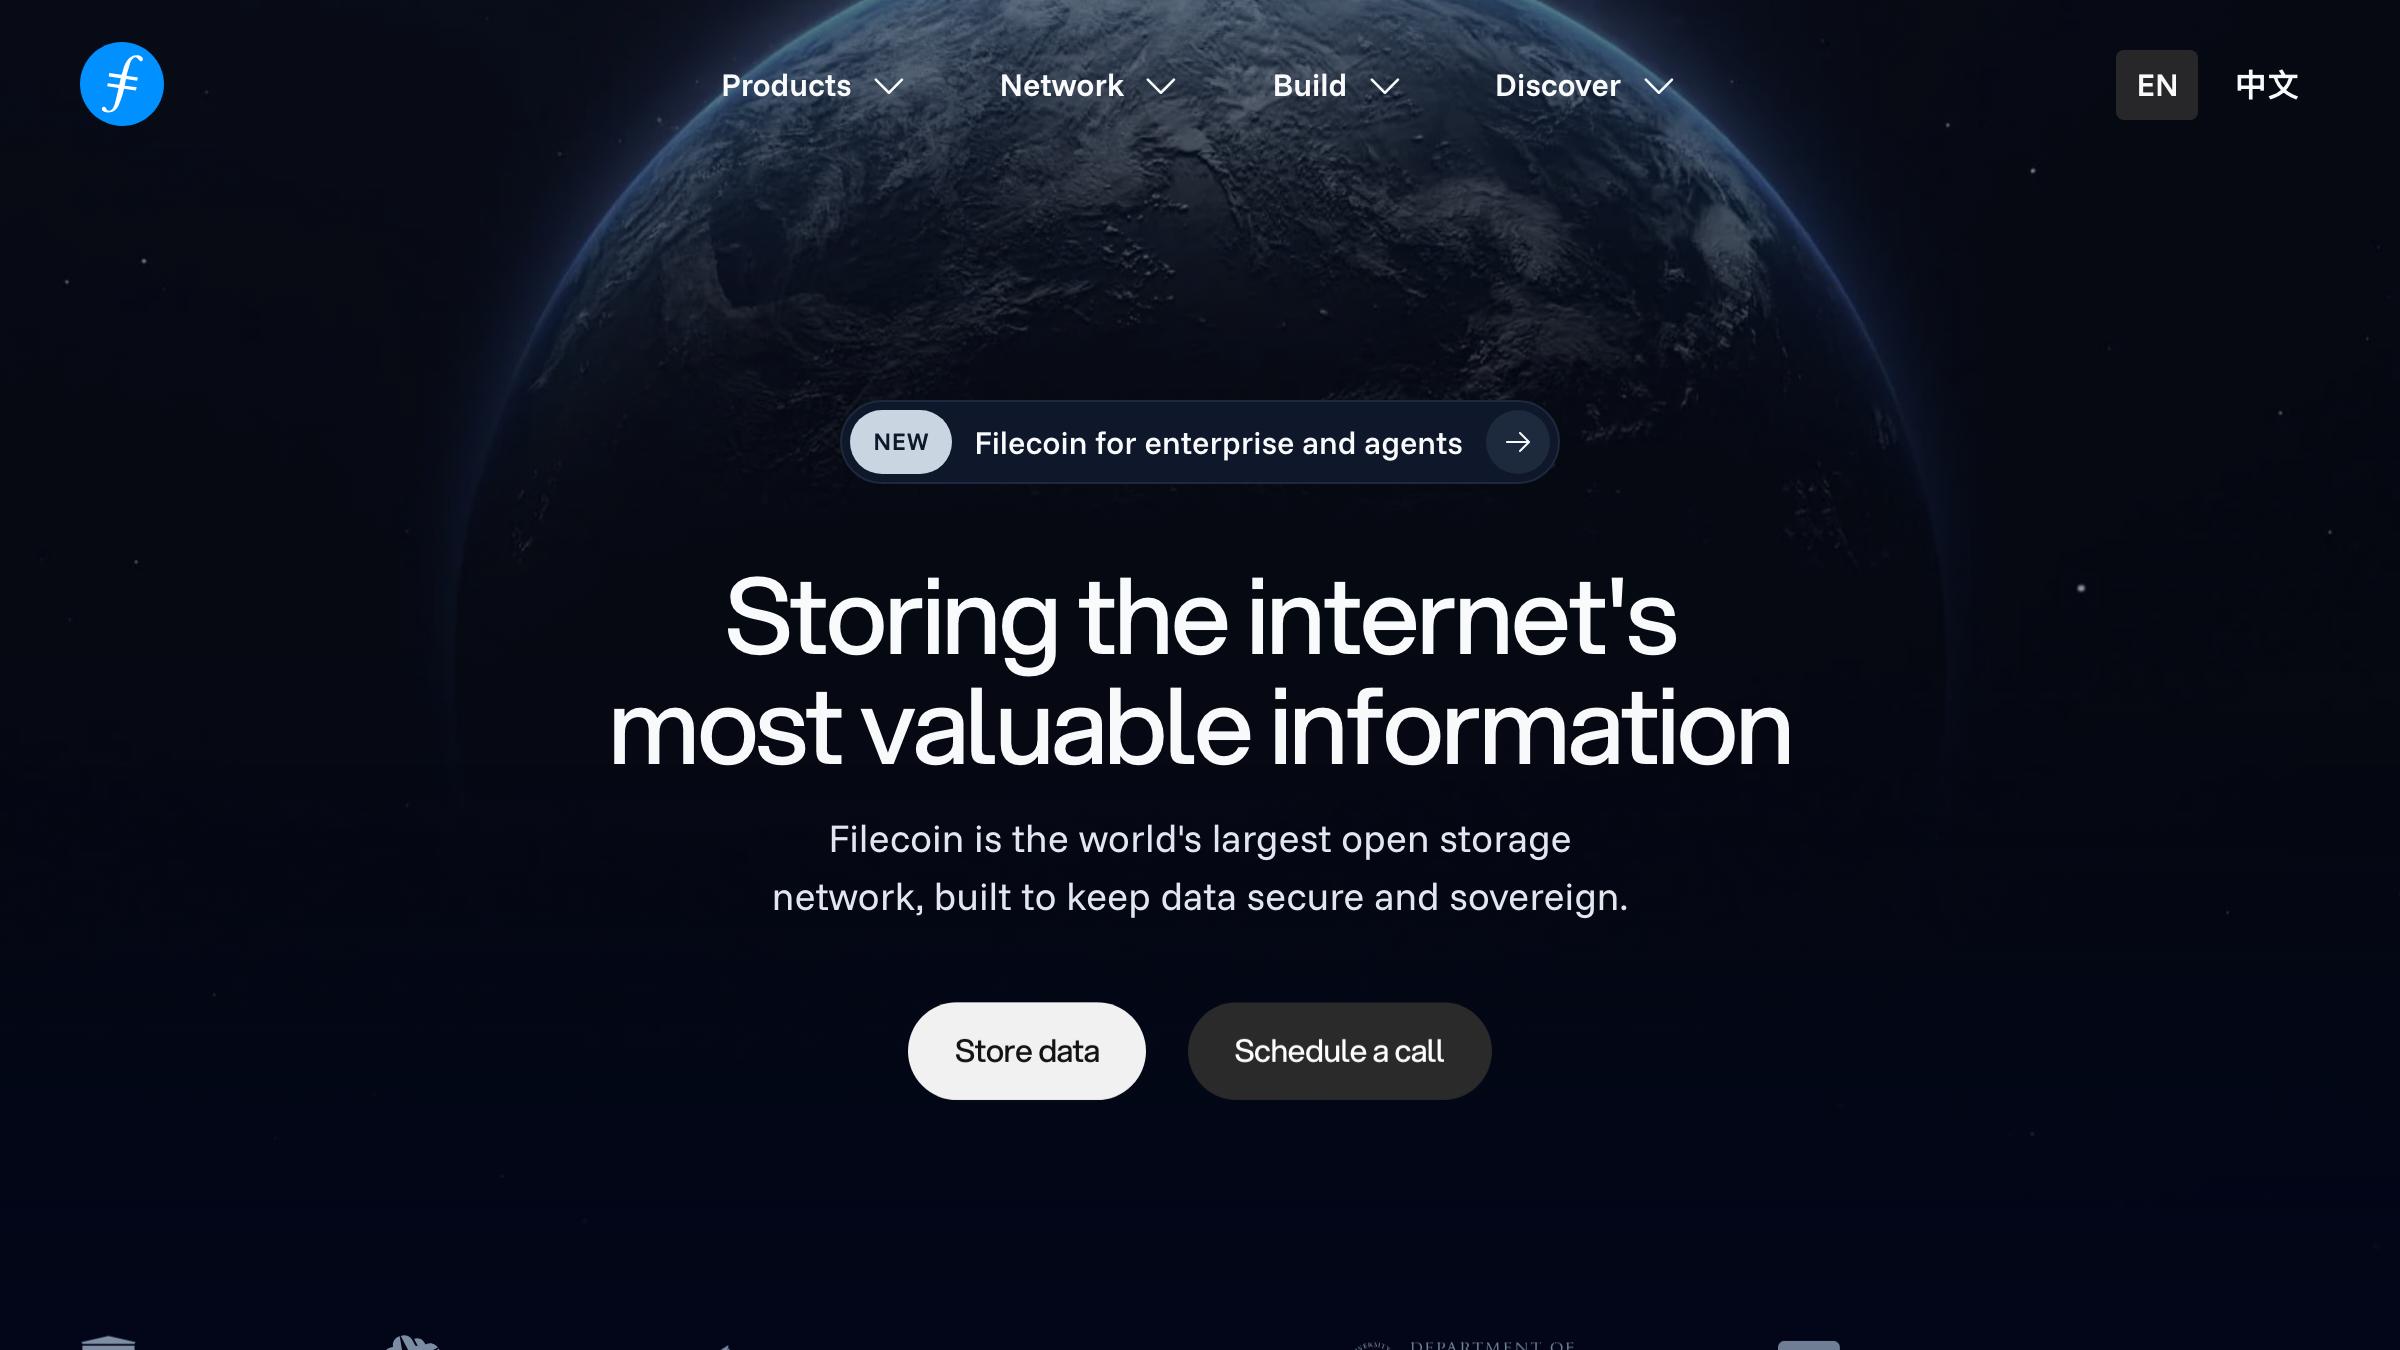 Products
Network
Build
Discover
EN
中文
NEW
Filecoin for enterprise and agents
Storing the internet's
most valuable information
Filecoin is the world's largest open storage
network, built to keep data secure and sovereign.
Store data
Schedule a call
DEPARTMENT OF